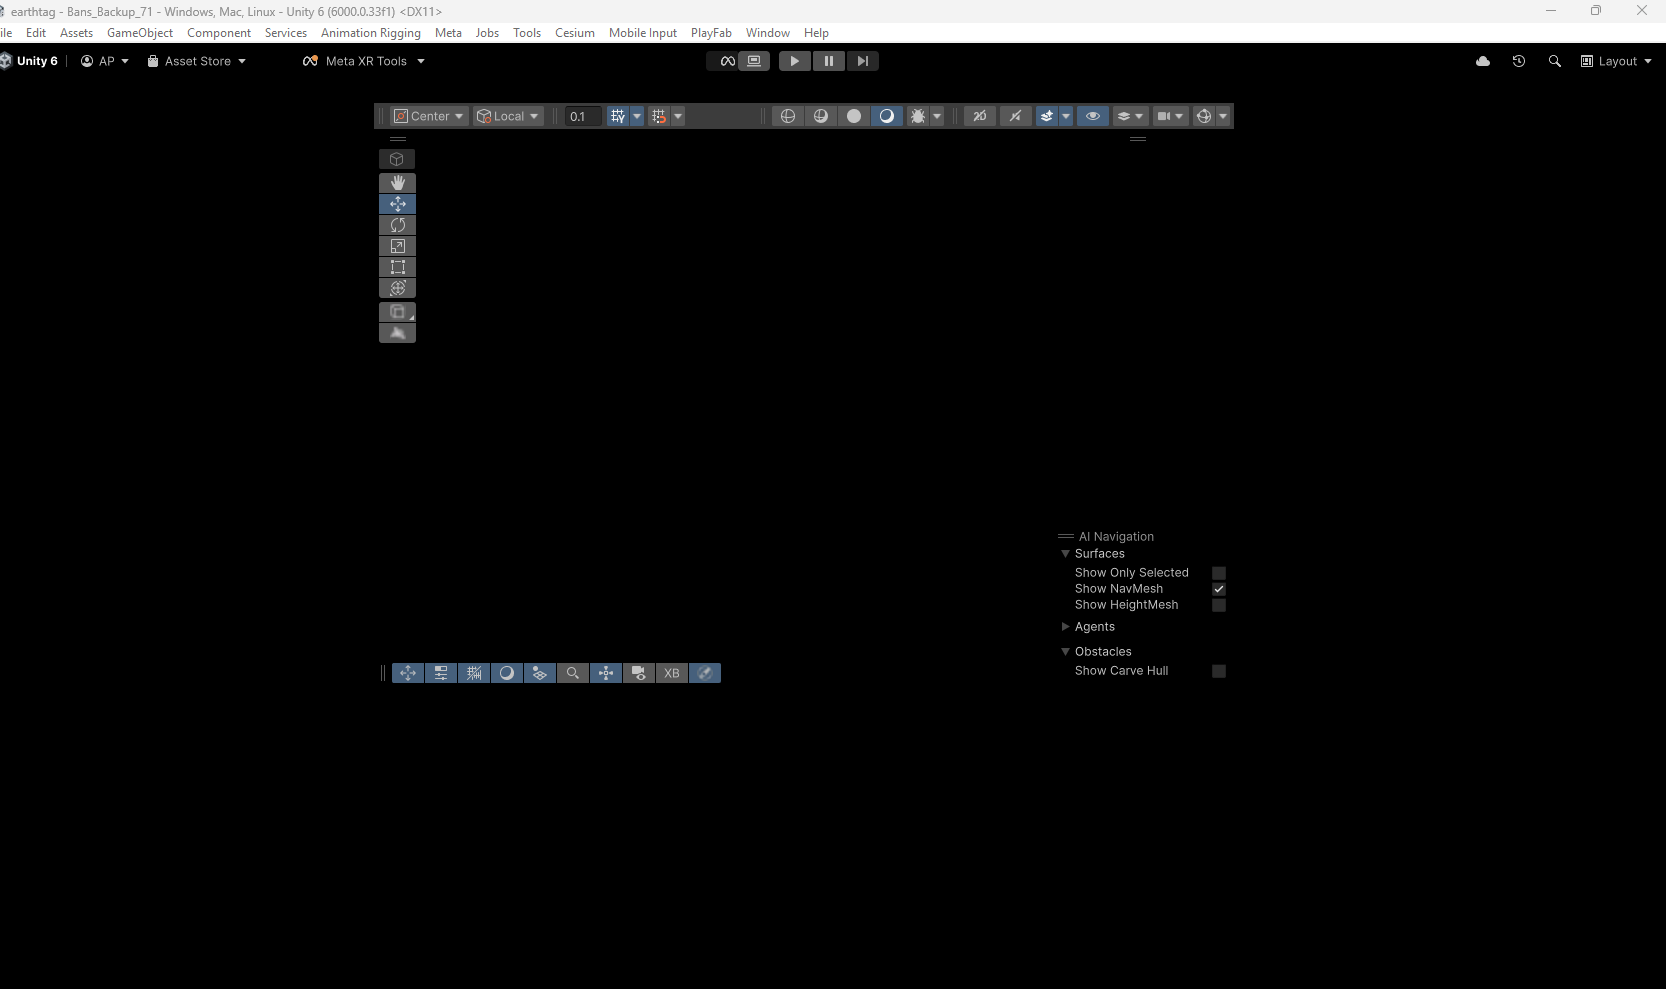 earthtag - Bans_Backup_71 - Windows, Mac, Linux - Unity 6 (6000.0.33f1) <DX11>
ile Edit Assets GameObject Component Services Animation Rigging Meta Jobs Tools Cesium Mobile Input PlayFab Window Help
Unity 6 AP Asset Store Meta XR Tools Layout
Center Local 0.1 2D
AI Navigation
Surfaces
Show Only Selected
Show NavMesh
Show HeightMesh
Agents
Obstacles
Show Carve Hull
XB